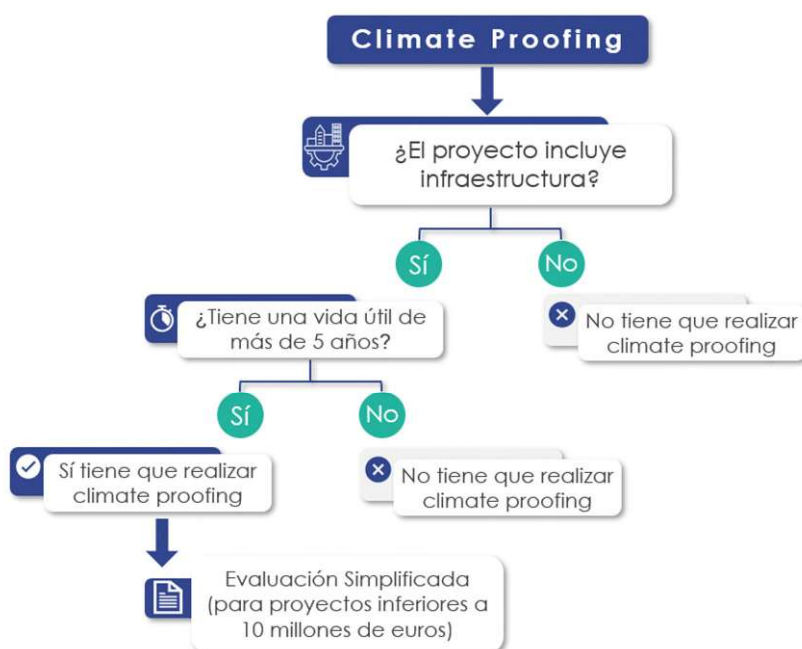 Climate Proofing
¿El proyecto incluye
infraestructura?
Sí
No
¿Tiene una vida útil de
más de 5 años?
No tiene que realizar
climate proofing
Sí
No
Sí tiene que realizar
climate proofing
No tiene que realizar
climate proofing
Evaluación Simplificada
(para proyectos inferiores a
10 millones de euros)